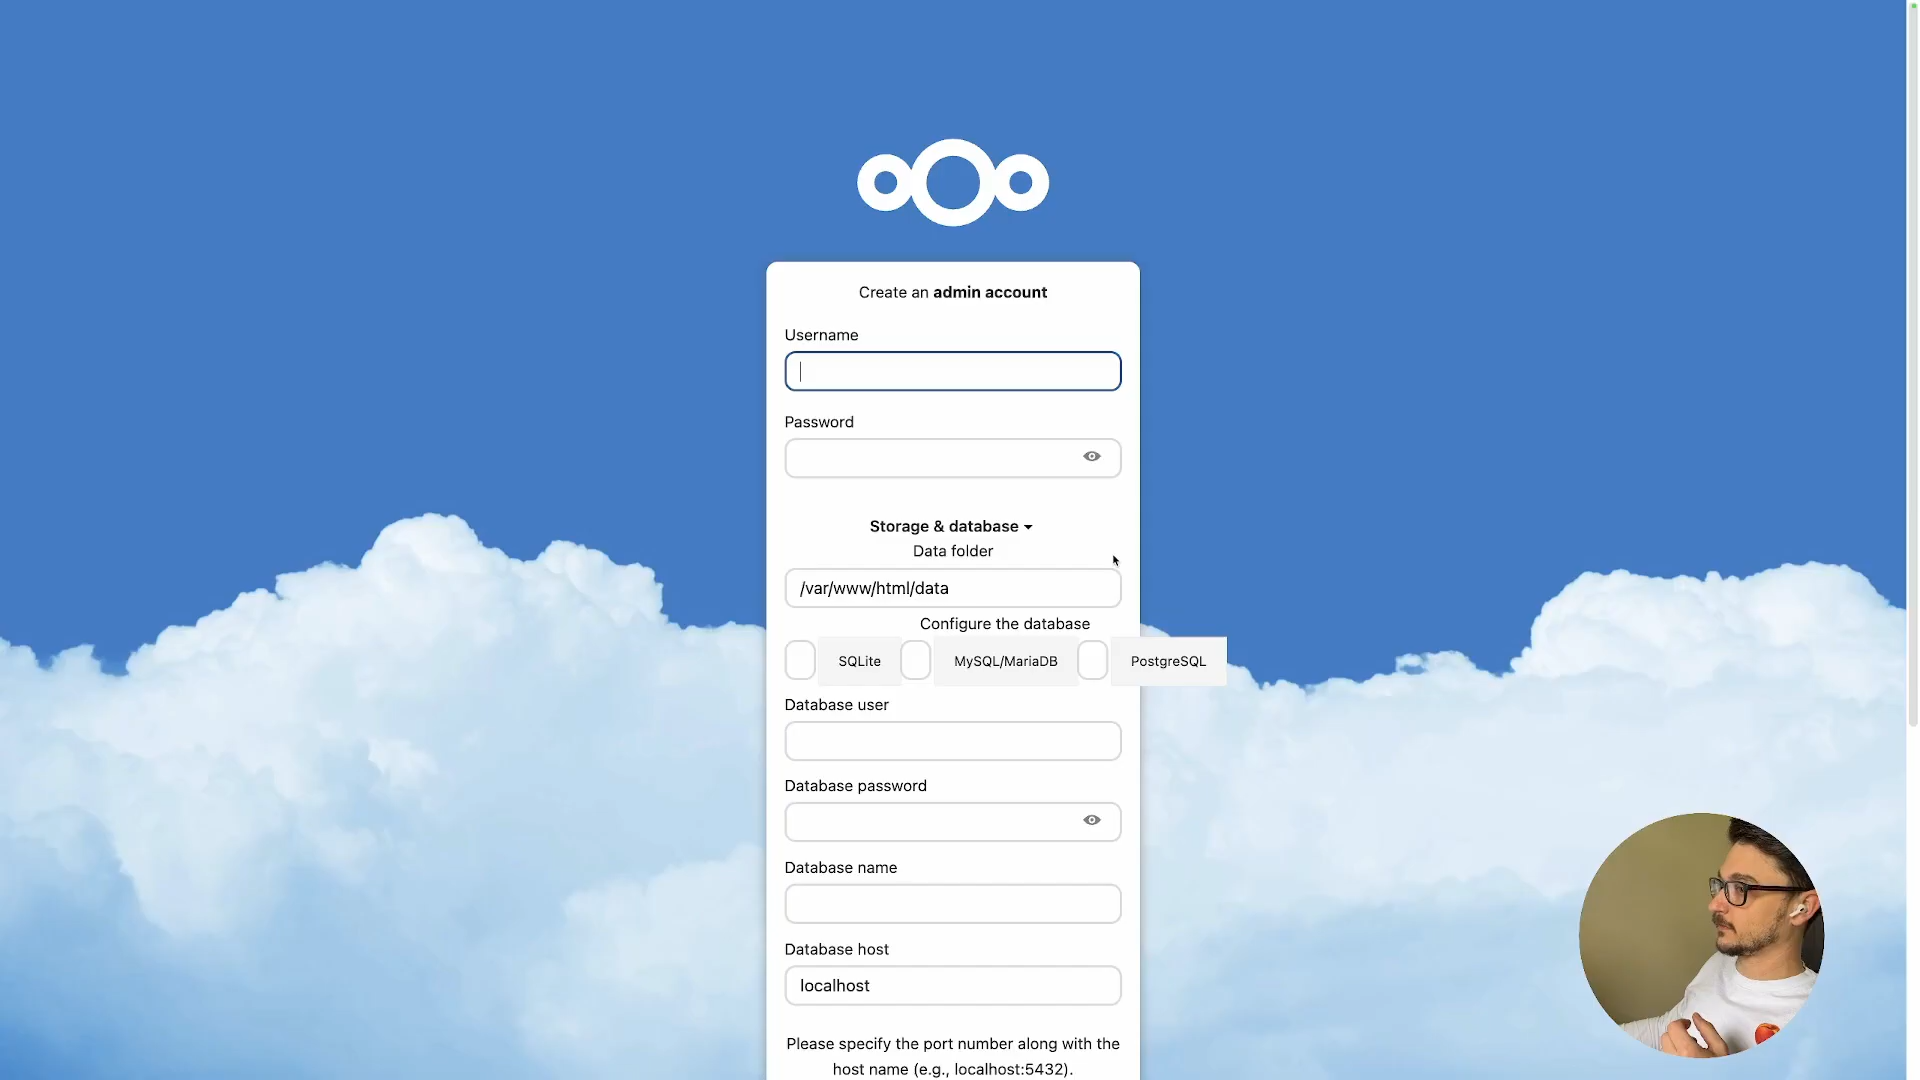 Create an admin account
Username
Password
Storage & database
Data folder
/var/www/html/data
Configure the database
SQLite
MySQL/MariaDB
PostgreSQL
Database user
Database password
Database name
Database host
localhost
Please specify the port number along with the
host name (e.g., localhost:5432).